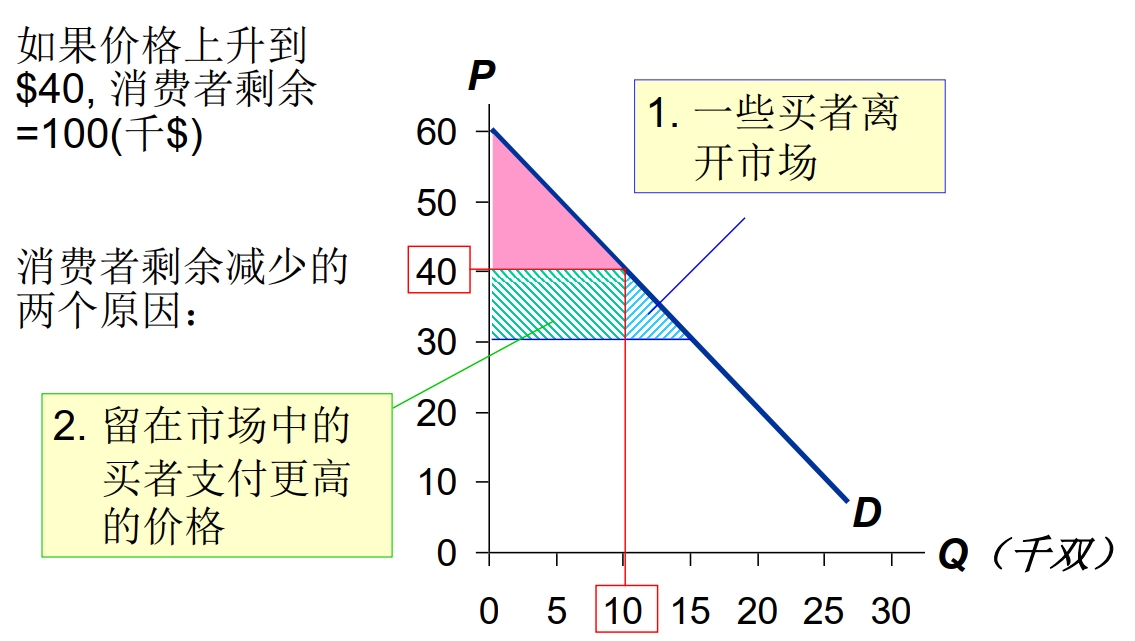 如果价格上升到
$40, 消费者剩余
=100(千$)
消费者剩余减少的
两个原因：
1. 一些买者离
开市场
2. 留在市场中的
买者支付更高
的价格
P
60
50
40
30
20
10
0
D
Q（千双）
0 5 10 15 20 25 30